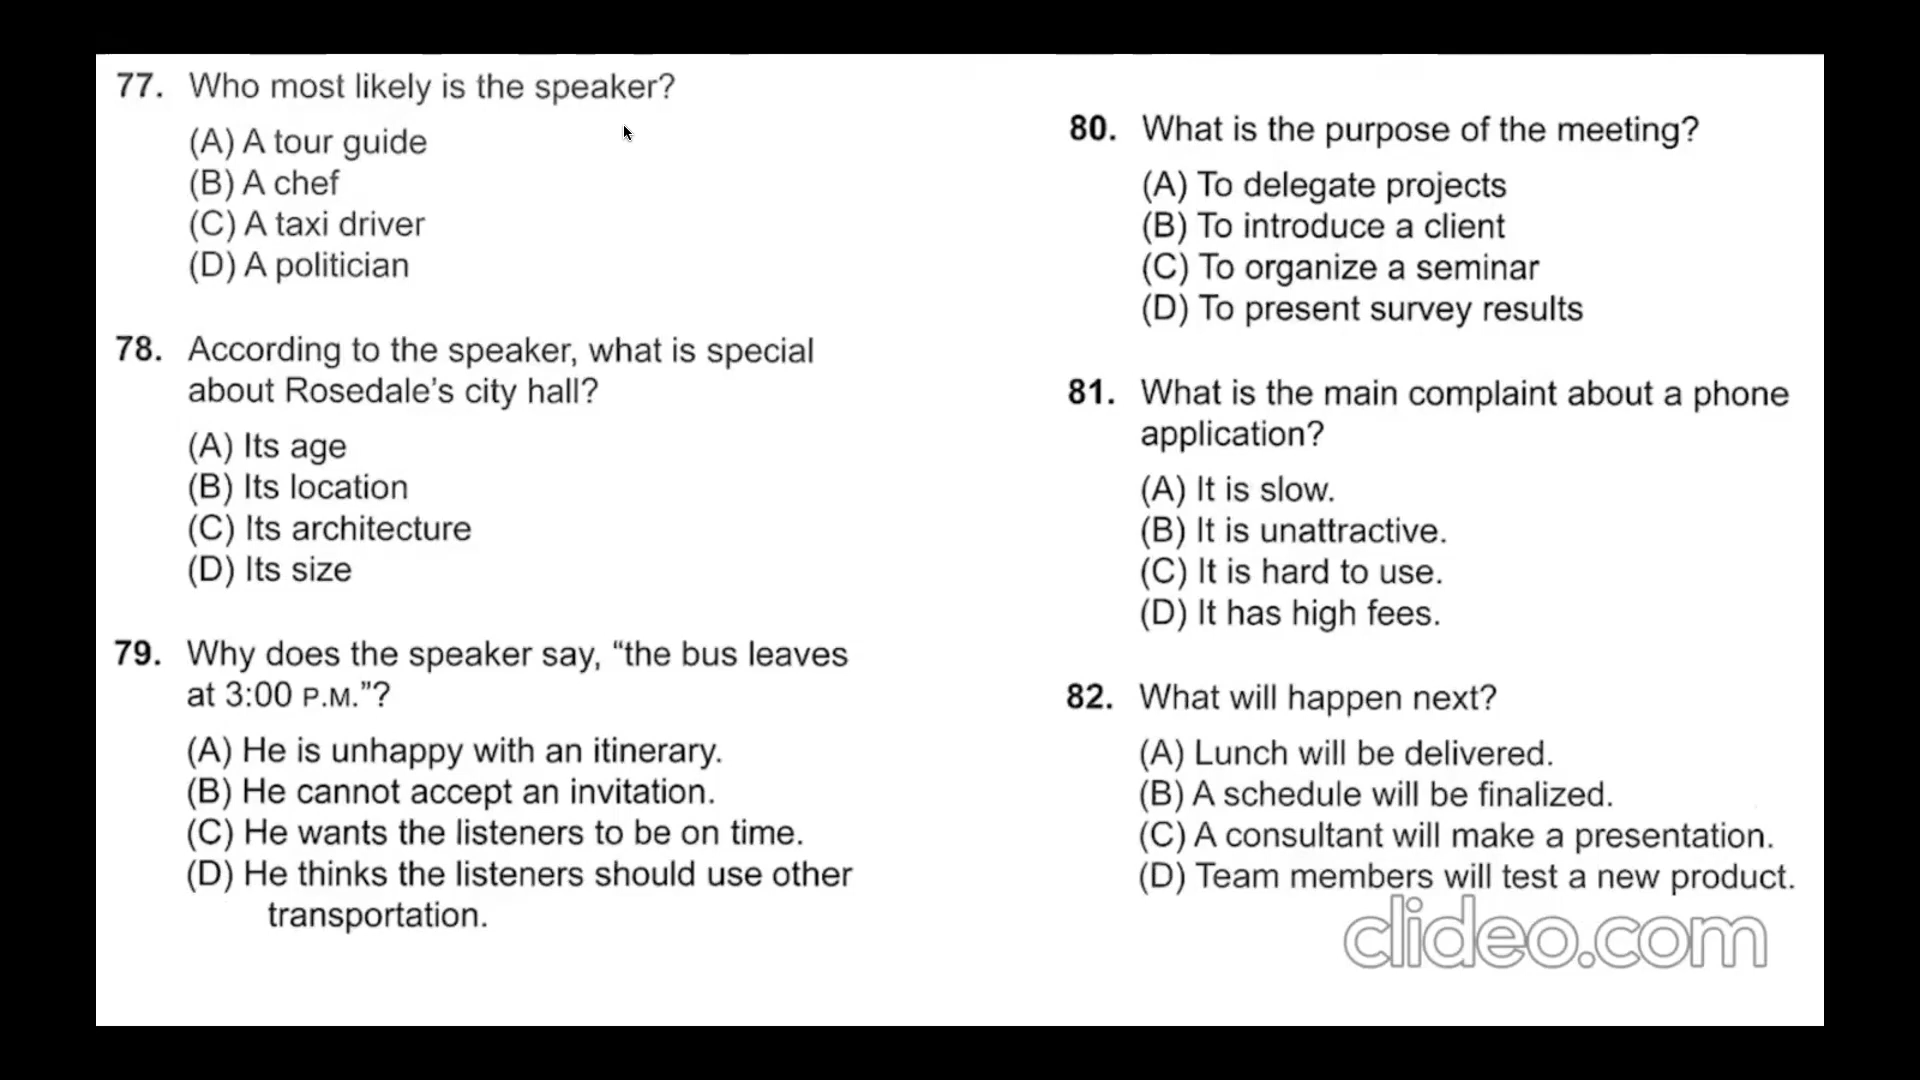 77. Who most likely is the speaker?
(A) A tour guide
(B) A chef
(C) A taxi driver
(D) A politician
78. According to the speaker, what is special
about Rosedale's city hall?
(A) Its age
(B) Its location
(C) Its architecture
(D) Its size
79. Why does the speaker say, “the bus leaves
at 3:00 P.M.”?
(A) He is unhappy with an itinerary.
(B) He cannot accept an invitation.
(C) He wants the listeners to be on time.
(D) He thinks the listeners should use other
transportation.
80. What is the purpose of the meeting?
(A) To delegate projects
(B) To introduce a client
(C) To organize a seminar
(D) To present survey results
81. What is the main complaint about a phone
application?
(A) It is slow.
(B) It is unattractive.
(C) It is hard to use.
(D) It has high fees.
82. What will happen next?
(A) Lunch will be delivered.
(B) A schedule will be finalized.
(C) A consultant will make a presentation.
(D) Team members will test a new product.
clideo.com